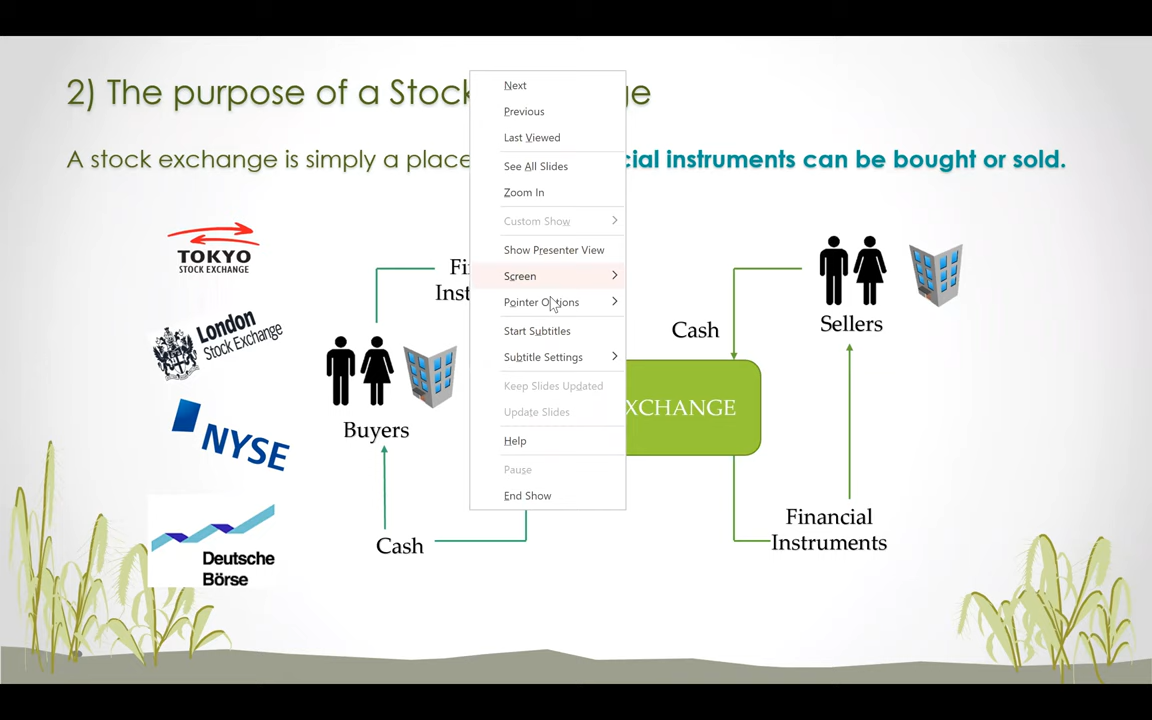 2) The purpose of a Stoc
ge
A stock exchange is simply a place
cial instruments can be bought or sold.
Next
Previous
Last Viewed
See All Slides
Zoom In
Custom Show
Show Presenter View
Screen
Pointer Options
Start Subtitles
Subtitle Settings
Keep Slides Updated
Update Slides
Help
Pause
End Show
TOKYO
STOCK EXCHANGE
London
Stock Exchange
NYSE
Deutsche
Börse
Fi
Inst
Buyers
Cash
XCHANGE
Cash
Sellers
Financial
Instruments